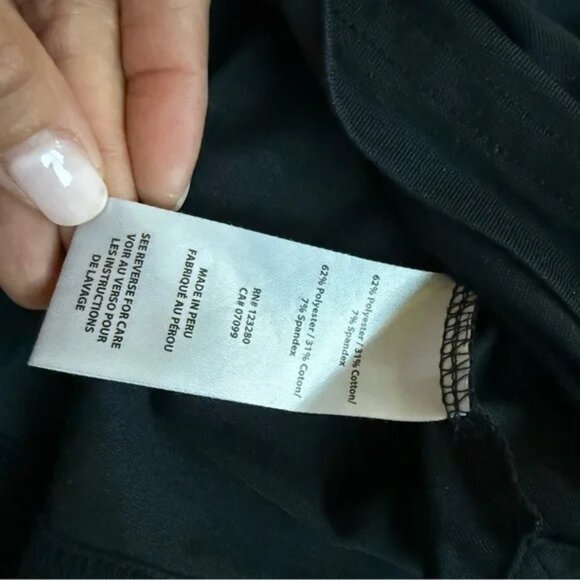 62% Polyester / 31% Cotton/
7% Spandex
62% Polyester / 31% Coton/
7% Spandex
RN# 123280
CA# 07099
MADE IN PERU
FABRIQUÉ AU PÉROU
SEE REVERSE FOR CARE
VOIR AU VERSO POUR
LES INSTRUCTIONS
DE LAVAGE